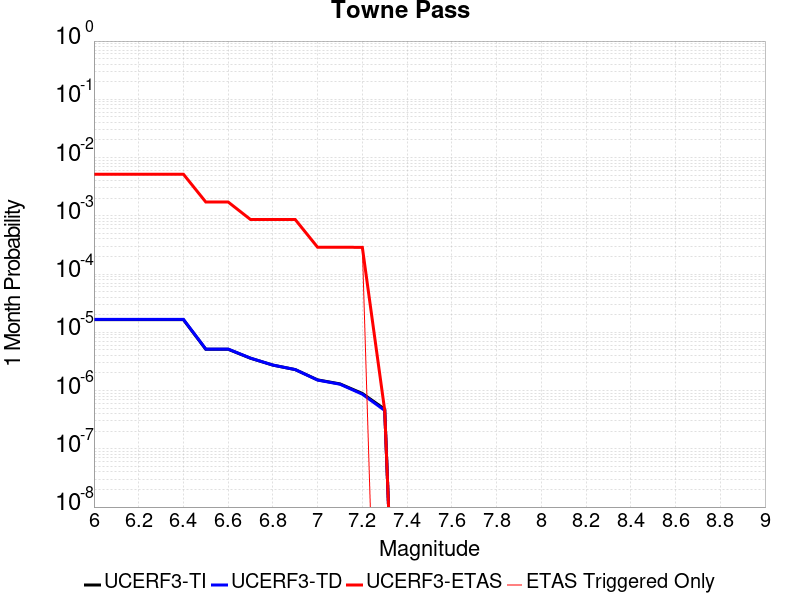 Towne Pass
10^0
10^-1
10^-2
10^-3
10^-4
10^-5
10^-6
10^-7
10^-8
1 Month Probability
6 6.2 6.4 6.6 6.8 7 7.2 7.4 7.6 7.8 8 8.2 8.4 8.6 8.8 9
Magnitude
UCERF3-TI UCERF3-TD UCERF3-ETAS ETAS Triggered Only